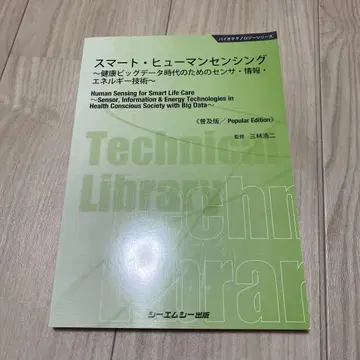 バイオテクノロジーシリーズ
スマート・ヒューマンセンシング
～健康ビッグデータ時代のためのセンサ・情報・
エネルギー技術～
Human Sensing for Smart Life Care
～Sensor, Information & Energy Technologies in
Health Conscious Society with Big Data～
《普及版／Popular Edition》
監修 三林浩二
Technical
Library
シーエムシー出版